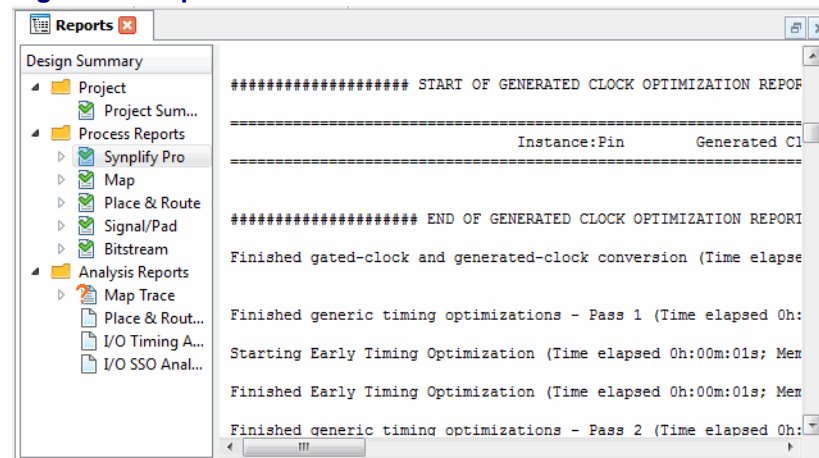 Reports
Design Summary
Project
Project Sum...
Process Reports
Synplify Pro
Map
Place & Route
Signal/Pad
Bitstream
Analysis Reports
Map Trace
Place & Rout...
I/O Timing A...
I/O SSO Anal...
#################### START OF GENERATED CLOCK OPTIMIZATION REPOR
================================================================
Instance:Pin Generated Cl
================================================================
##################### END OF GENERATED CLOCK OPTIMIZATION REPORT
Finished gated-clock and generated-clock conversion (Time elapse
Finished generic timing optimizations - Pass 1 (Time elapsed 0h:
Starting Early Timing Optimization (Time elapsed 0h:00m:01s; Mem
Finished Early Timing Optimization (Time elapsed 0h:00m:01s; Mem
Finished generic timing optimizations - Pass 2 (Time elapsed 0h: